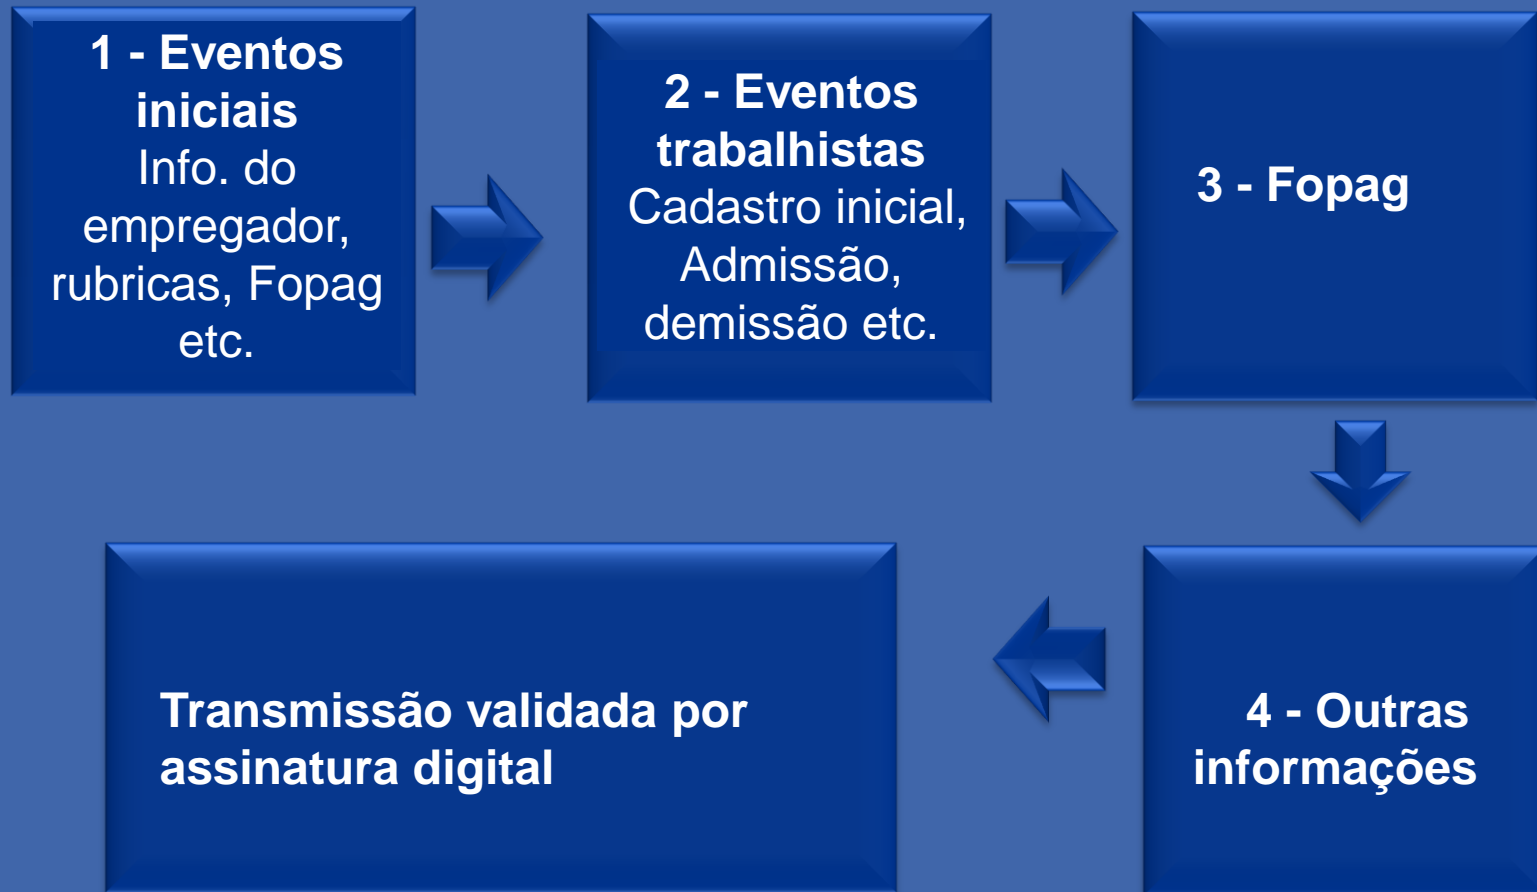 1 - Eventos
iniciais
Info. do
empregador,
rubricas, Fopag
etc.
2 - Eventos
trabalhistas
Cadastro inicial,
Admissão,
demissão etc.
3 - Fopag
4 - Outras
informações
Transmissão validada por
assinatura digital